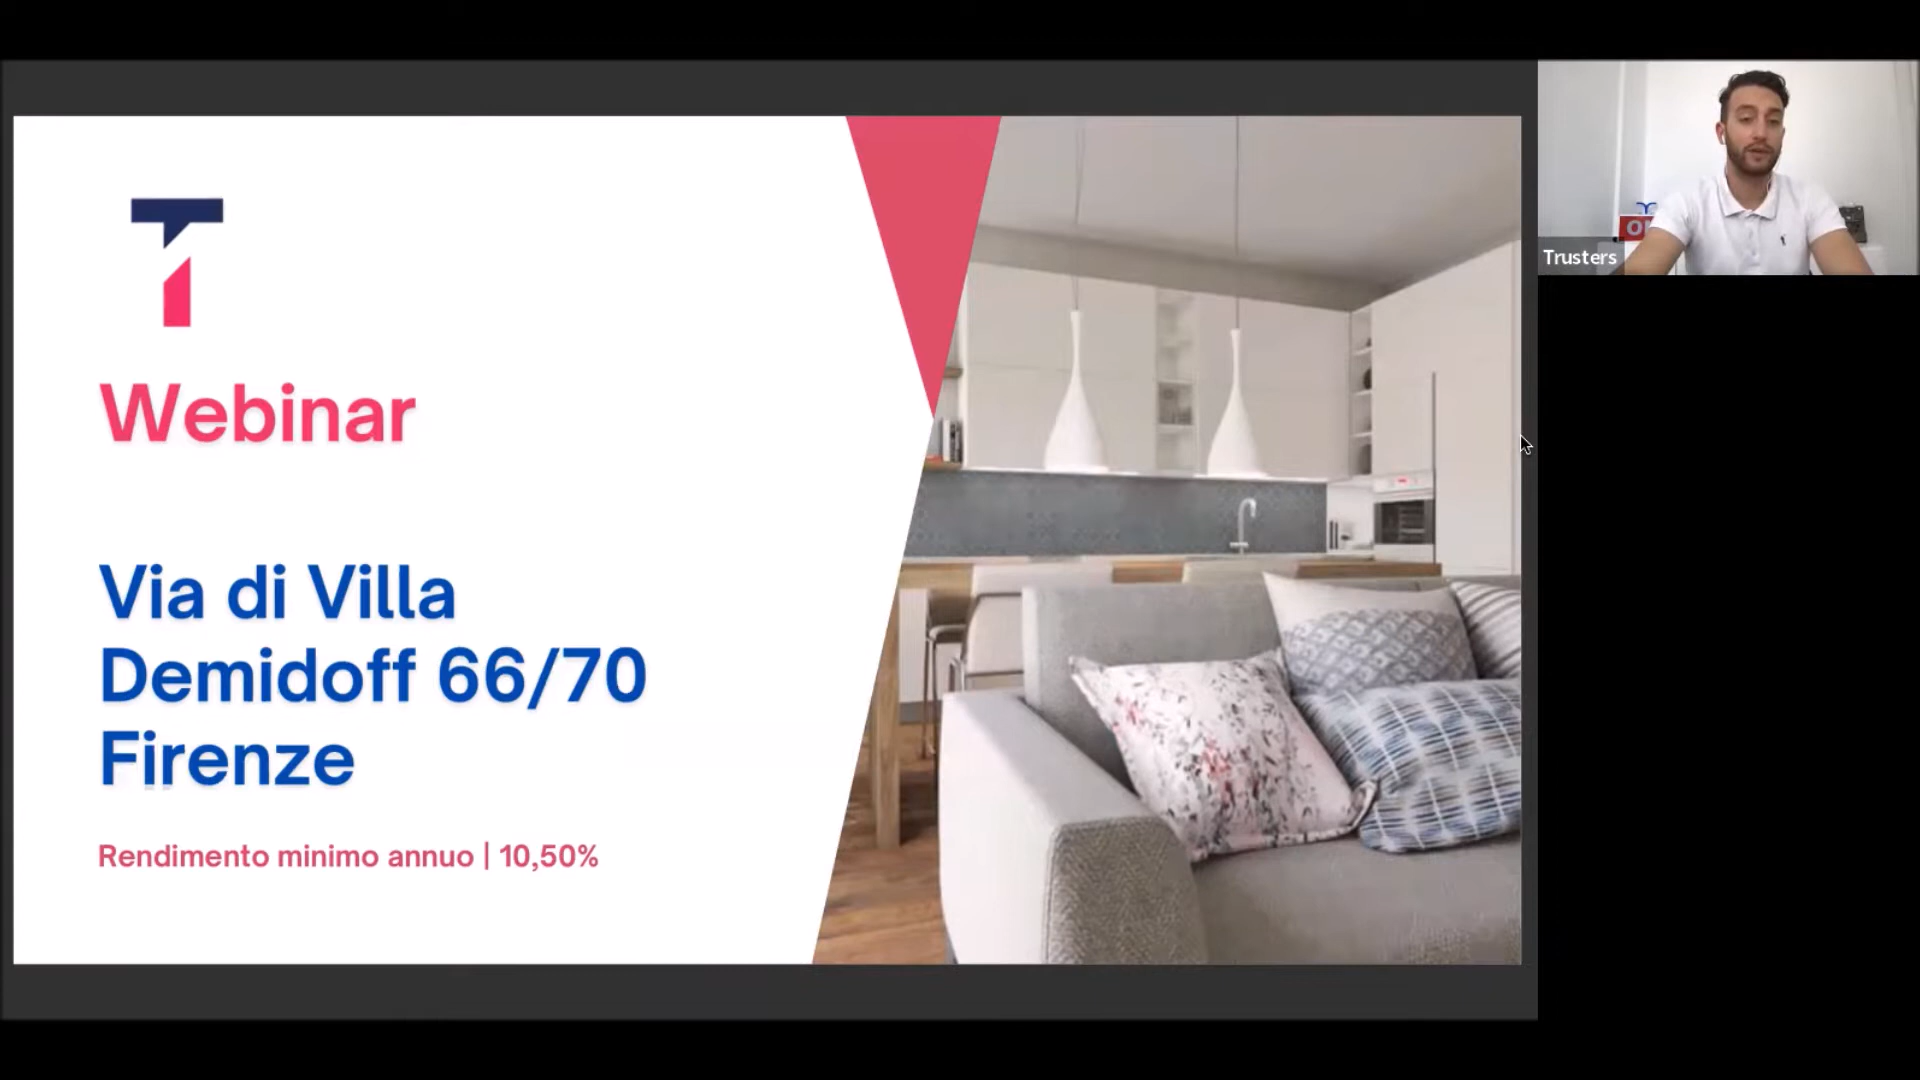 Webinar
Via di Villa
Demidoff 66/70
Firenze
Rendimento minimo annuo | 10,50%
Trusters